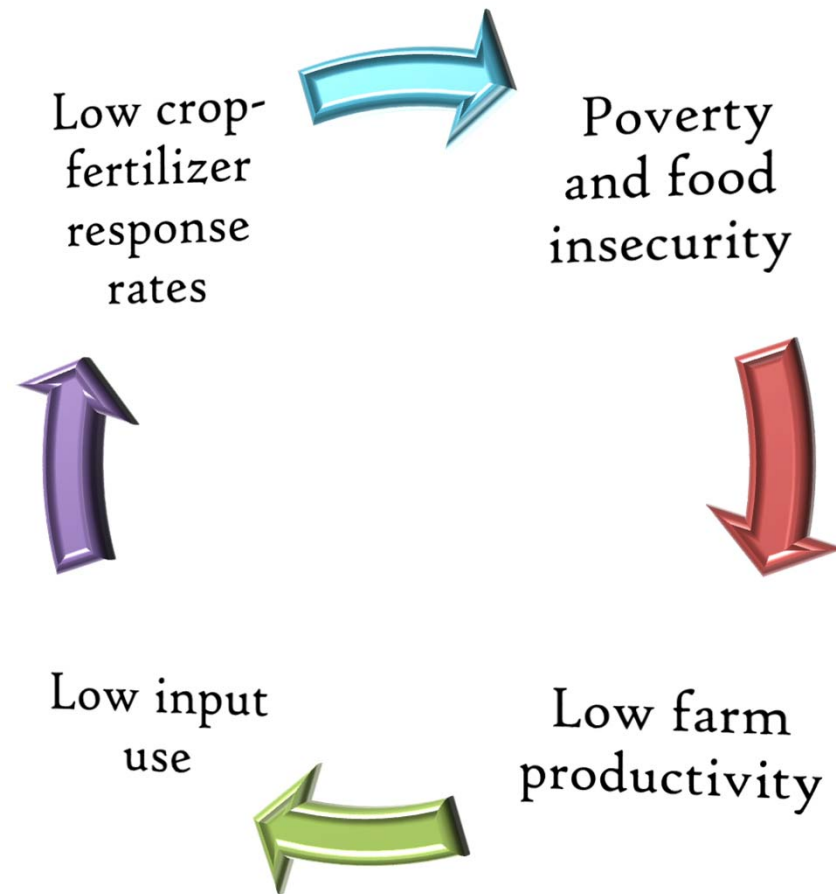 Low crop-
fertilizer
response
rates
Poverty
and food
insecurity
Low farm
productivity
Low input
use